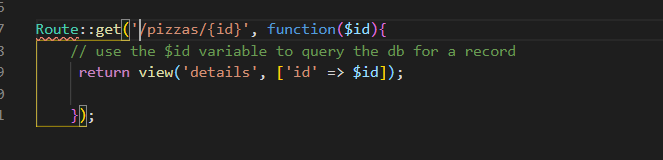 Route::get('/pizzas/{id}', function($id){
// use the $id variable to query the db for a record
return view('details', ['id' => $id]);
});